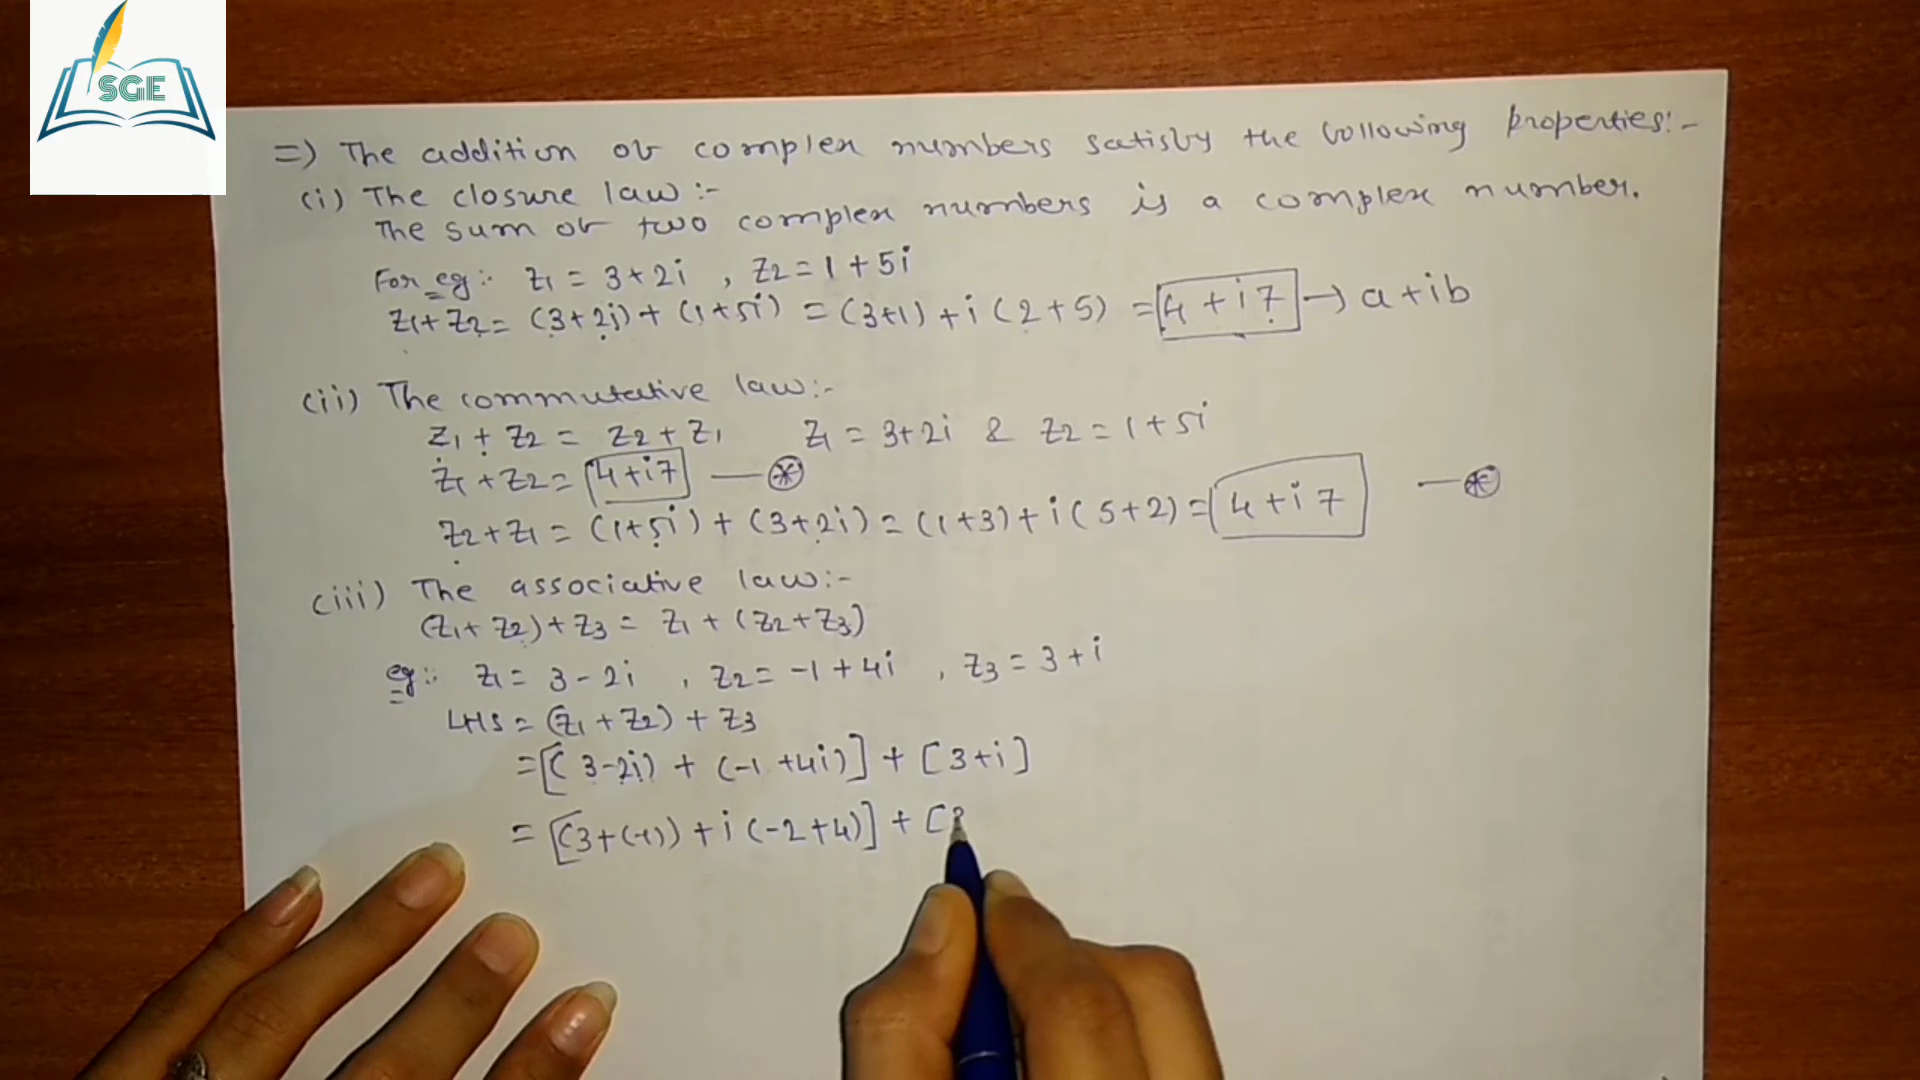 SGE
=) The addition of complex numbers satisfy the following properties:-
(i) The closure law :-
The sum of two complex numbers is a complex number.
For eg:- z1 = 3+2i , z2 = 1+5i
z1+z2 = (3+2i)+(1+5i) = (3+1)+i(2+5) = 4+i7 → a+ib
(ii) The commutative law:-
z1+z2 = z2+z1 z1 = 3+2i & z2 = 1+5i
z1+z2 = 4+i7 — *
z2+z1 = (1+5i)+(3+2i) = (1+3)+i(5+2) = 4+i7 — *
(iii) The associative law:-
(z1+z2)+z3 = z1+(z2+z3)
eg:- z1 = 3-2i , z2 = -1+4i , z3 = 3+i
LHS = (z1+z2)+z3
= [(3-2i)+(-1+4i)]+[3+i]
= [(3+(-1))+i(-2+4)]+[3